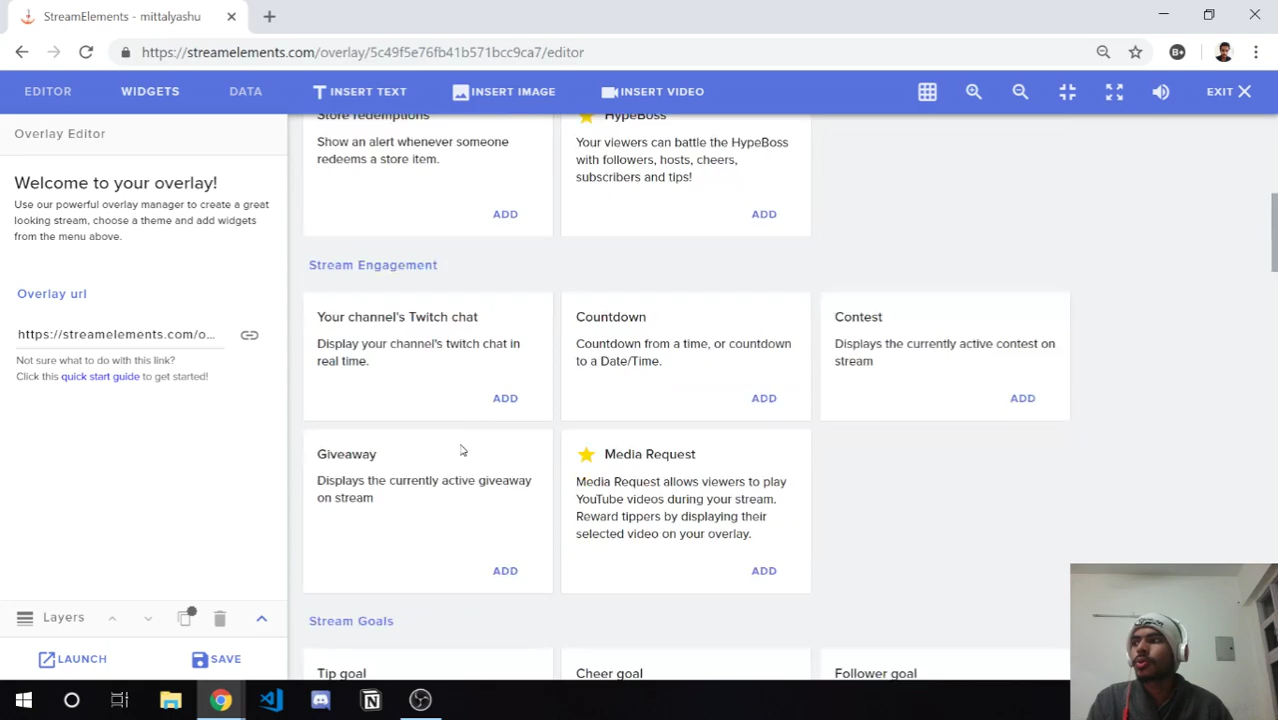 StreamElements - mittalyashu
https://streamelements.com/overlay/5c49f5e76fb41b571bcc9ca7/editor
EDITOR WIDGETS DATA INSERT TEXT INSERT IMAGE INSERT VIDEO EXIT
Overlay Editor
Welcome to your overlay!
Use our powerful overlay manager to create a great
looking stream, choose a theme and add widgets
from the menu above.
Overlay url
https://streamelements.com/o...
Not sure what to do with this link?
Click this quick start guide to get started!
Layers
LAUNCH SAVE
Store redemptions
Show an alert whenever someone
redeems a store item.
ADD
HypeBoss
Your viewers can battle the HypeBoss
with followers, hosts, cheers,
subscribers and tips!
ADD
Stream Engagement
Your channel's Twitch chat
Display your channel's twitch chat in
real time.
ADD
Countdown
Countdown from a time, or countdown
to a Date/Time.
ADD
Contest
Displays the currently active contest on
stream
ADD
Giveaway
Displays the currently active giveaway
on stream
ADD
Media Request
Media Request allows viewers to play
YouTube videos during your stream.
Reward tippers by displaying their
selected video on your overlay.
ADD
Stream Goals
Tip goal
Cheer goal
Follower goal